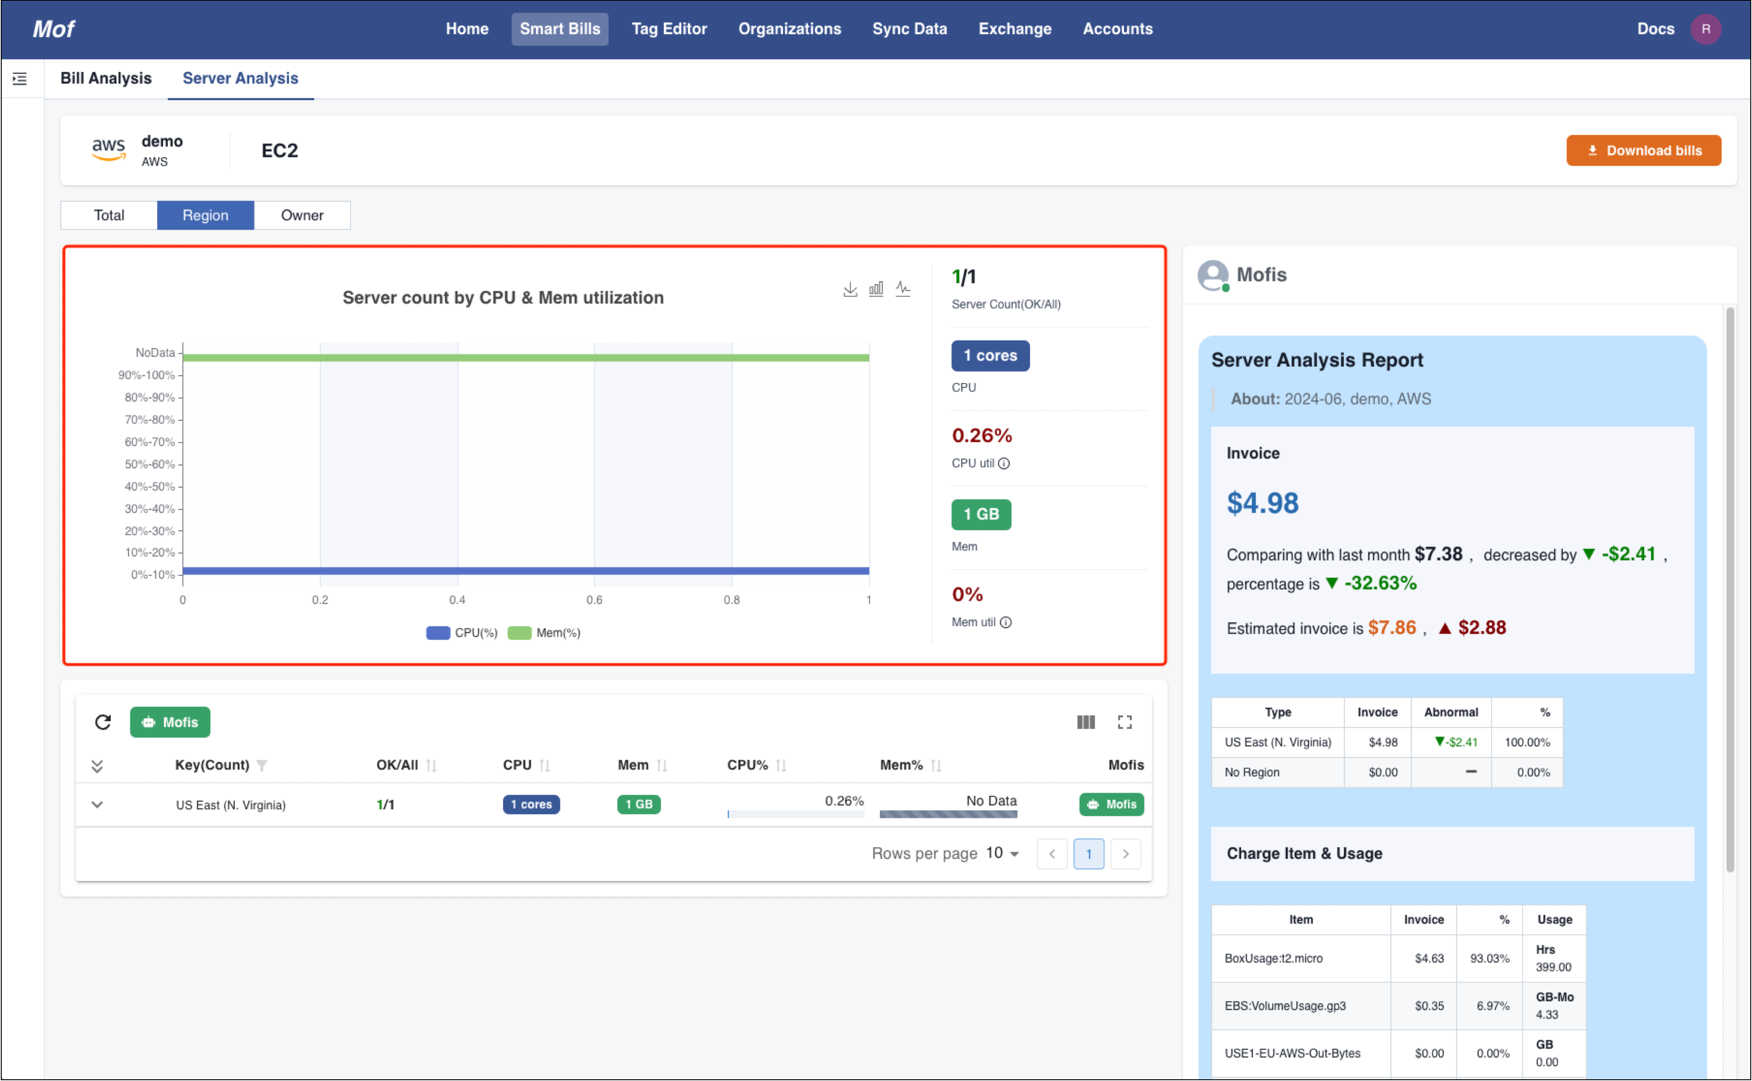 Mof
Home Smart Bills Tag Editor Organizations Sync Data Exchange Accounts
Docs R
Bill Analysis Server Analysis
aws demo
AWS
EC2
Download bills
Total Region Owner
Server count by CPU & Mem utilization
NoData
90%-100%
80%-90%
70%-80%
60%-70%
50%-60%
40%-50%
30%-40%
20%-30%
10%-20%
0%-10%
0 0.2 0.4 0.6 0.8 1
CPU(%) Mem(%)
1/1
Server Count(OK/All)
1 cores
CPU
0.26%
CPU util
1 GB
Mem
0%
Mem util
Mofis
Key(Count) OK/All CPU Mem CPU% Mem% Mofis
US East (N. Virginia) 1/1 1 cores 1 GB 0.26% No Data Mofis
Rows per page 10 < 1 >
Mofis
Server Analysis Report
About: 2024-06, demo, AWS
Invoice
$4.98
Comparing with last month $7.38 , decreased by ▼ -$2.41 ,
percentage is ▼ -32.63%
Estimated invoice is $7.86 , ▲ $2.88
Type Invoice Abnormal %
US East (N. Virginia) $4.98 ▼-$2.41 100.00%
No Region $0.00 — 0.00%
Charge Item & Usage
Item Invoice % Usage
BoxUsage:t2.micro $4.63 93.03% Hrs
399.00
EBS:VolumeUsage.gp3 $0.35 6.97% GB-Mo
4.33
USE1-EU-AWS-Out-Bytes $0.00 0.00% GB
0.00